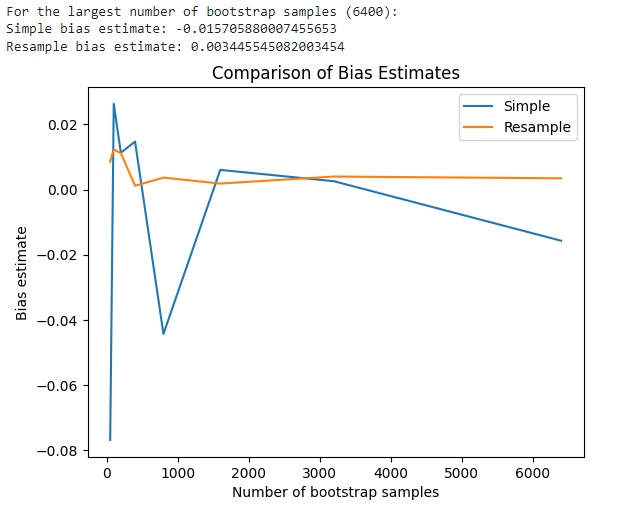 For the largest number of bootstrap samples (6400):
Simple bias estimate: -0.015705880007455653
Resample bias estimate: 0.003445545082003454
Comparison of Bias Estimates
Simple
Resample
0.02
0.00
−0.02
−0.04
−0.06
−0.08
Bias estimate
0 1000 2000 3000 4000 5000 6000
Number of bootstrap samples